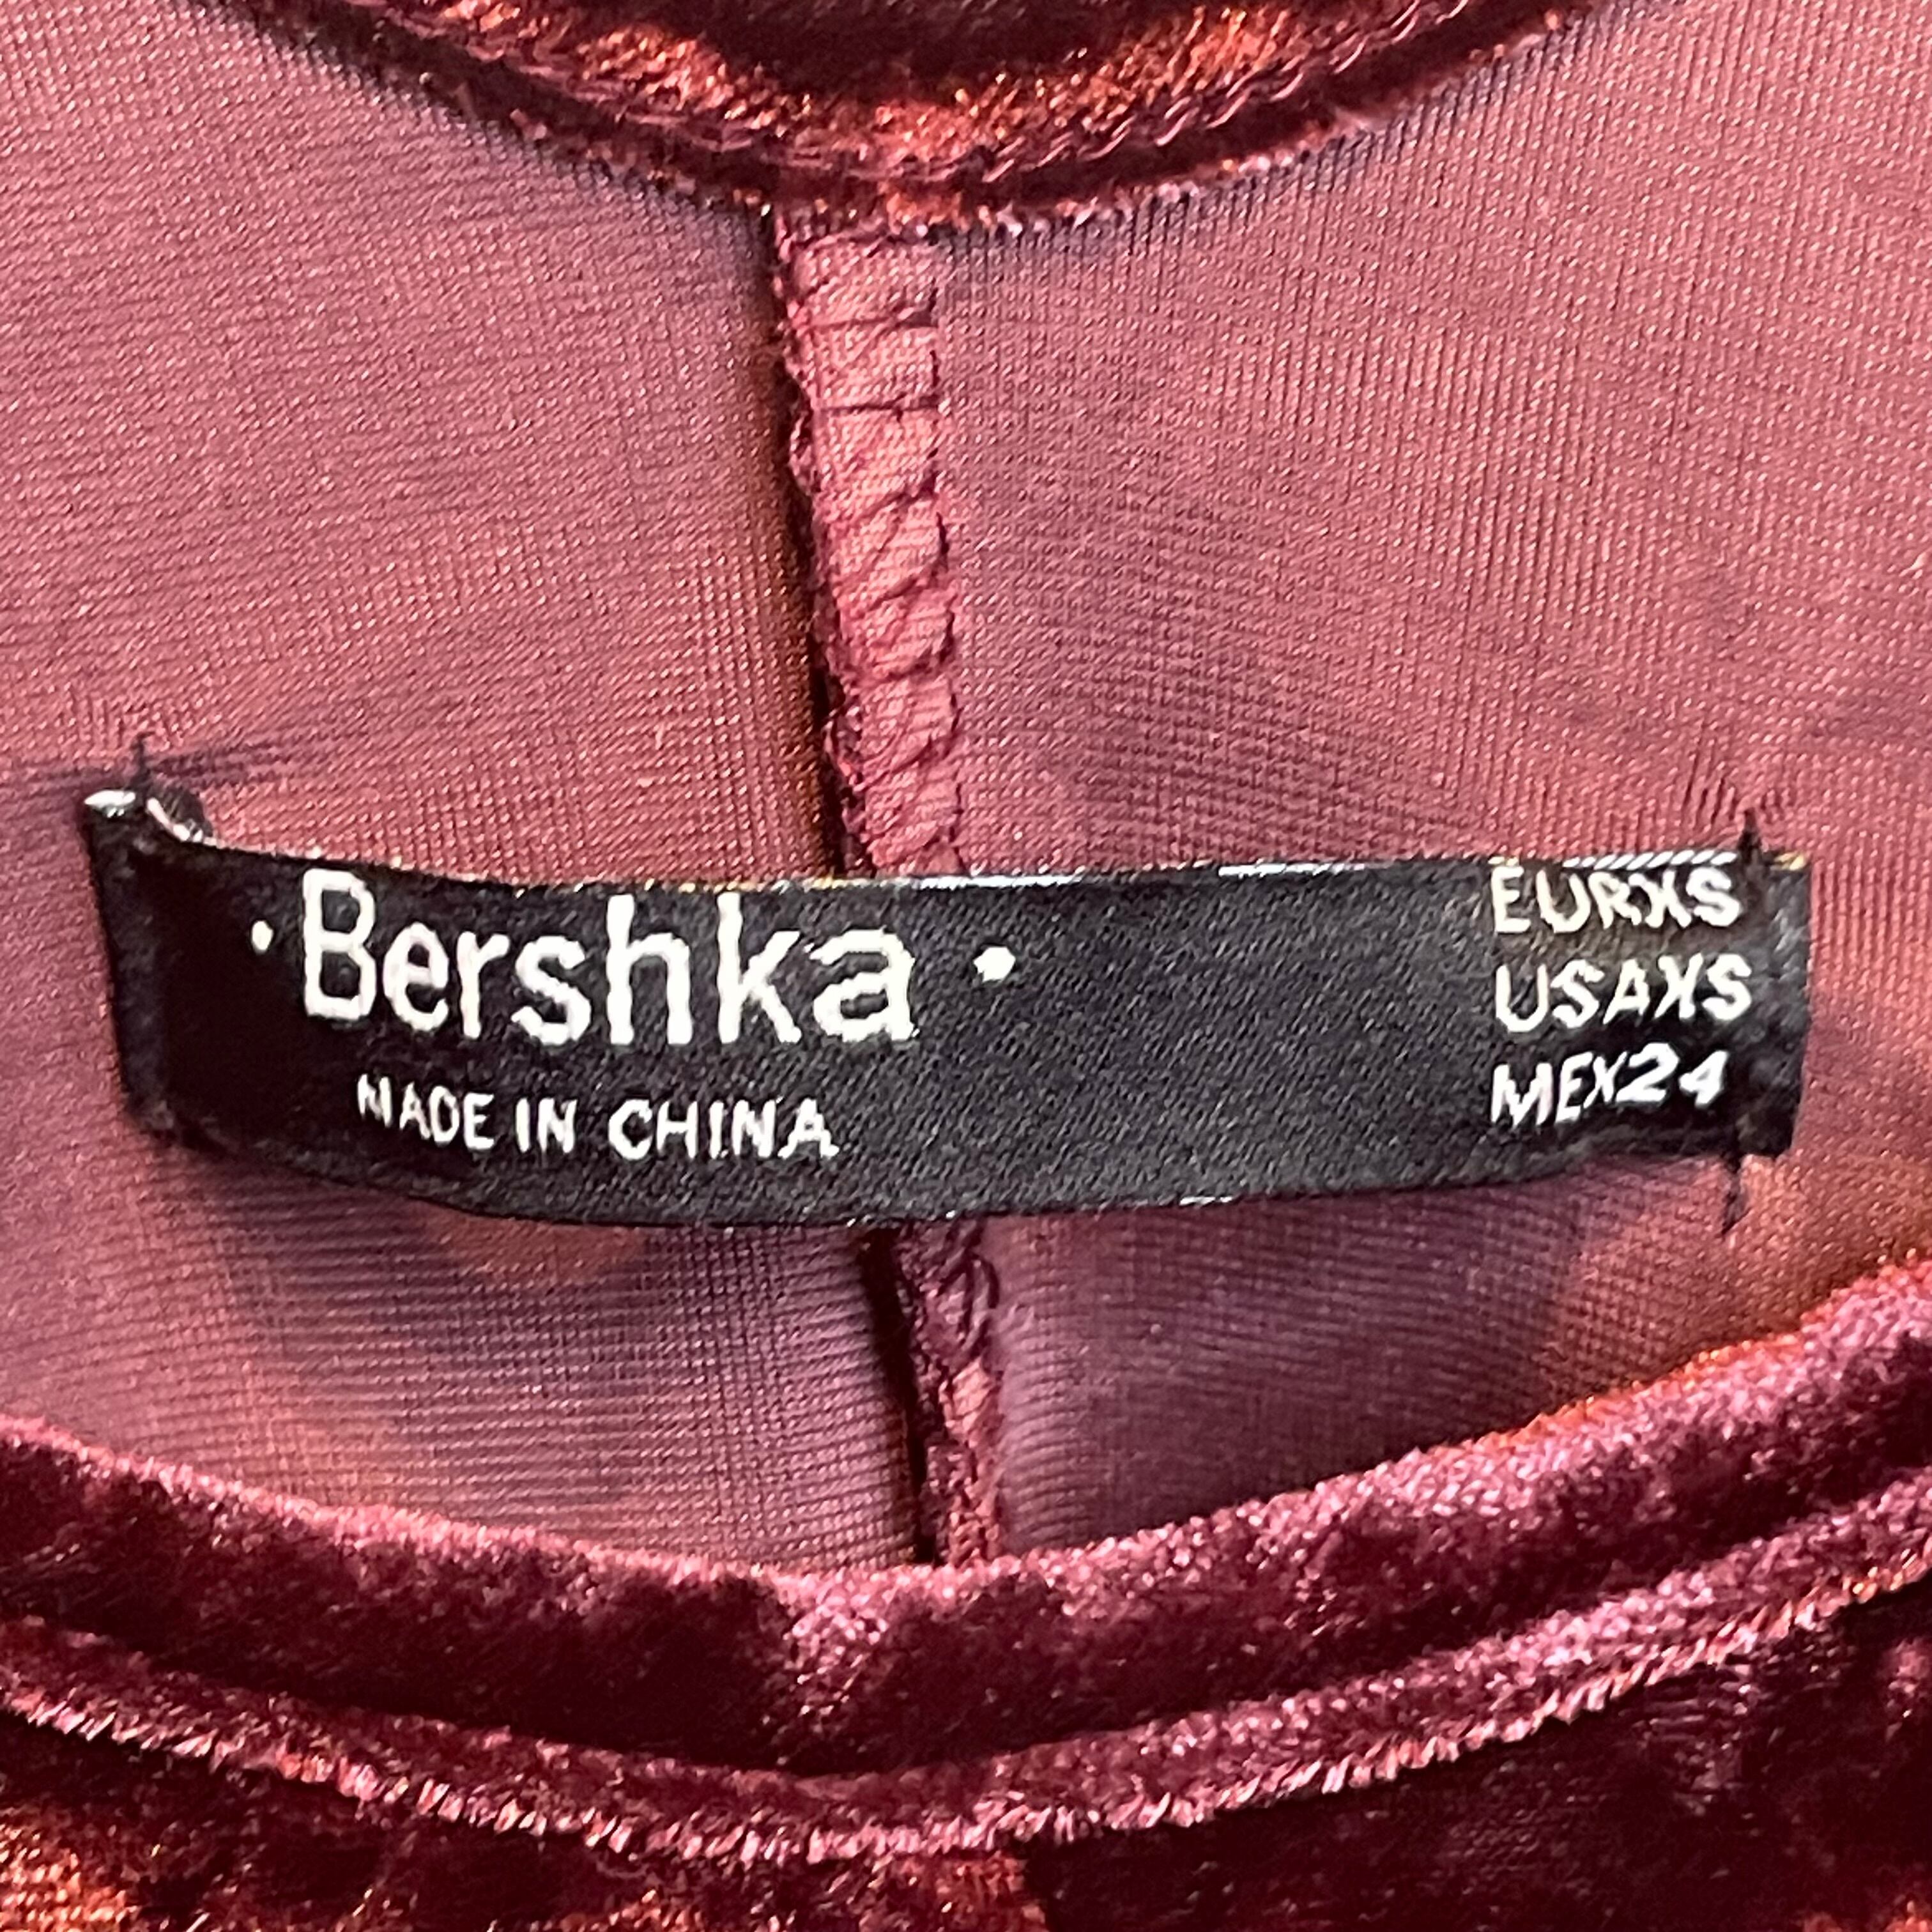 ·Bershka·
MADE IN CHINA
EURXS
USAXS
MEX24